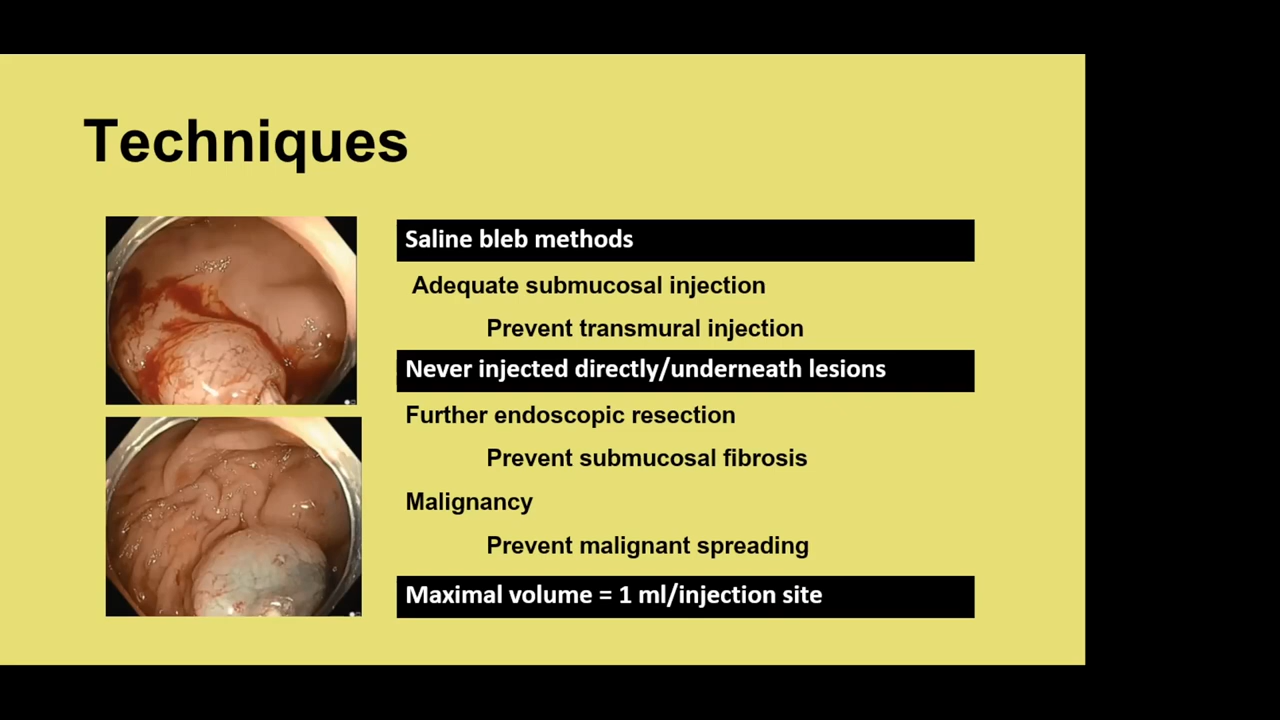 Techniques
Saline bleb methods
Adequate submucosal injection
Prevent transmural injection
Never injected directly/underneath lesions
Further endoscopic resection
Prevent submucosal fibrosis
Malignancy
Prevent malignant spreading
Maximal volume = 1 ml/injection site